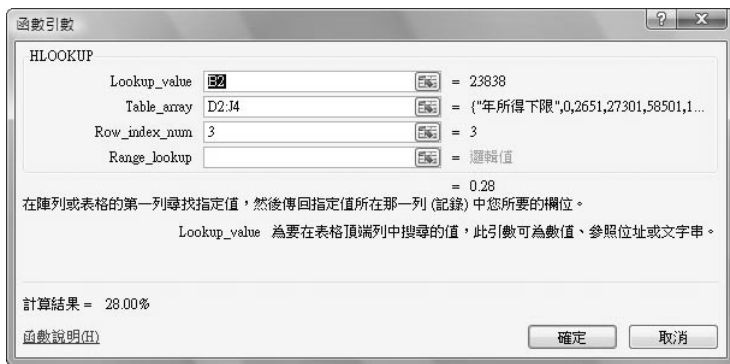 函數引數
? X
HLOOKUP
Lookup_value B2 = 23838
Table_array D2:J4 = {"年所得下限",0,2651,27301,58501,1...
Row_index_num 3 = 3
Range_lookup = 邏輯值
= 0.28
在陣列或表格的第一列尋找指定值，然後傳回指定值所在那一列 (記錄) 中您所要的欄位。
Lookup_value 為要在表格頂端列中搜尋的值，此引數可為數值、參照位址或文字串。
計算結果 = 28.00%
函數說明(H)
確定 取消